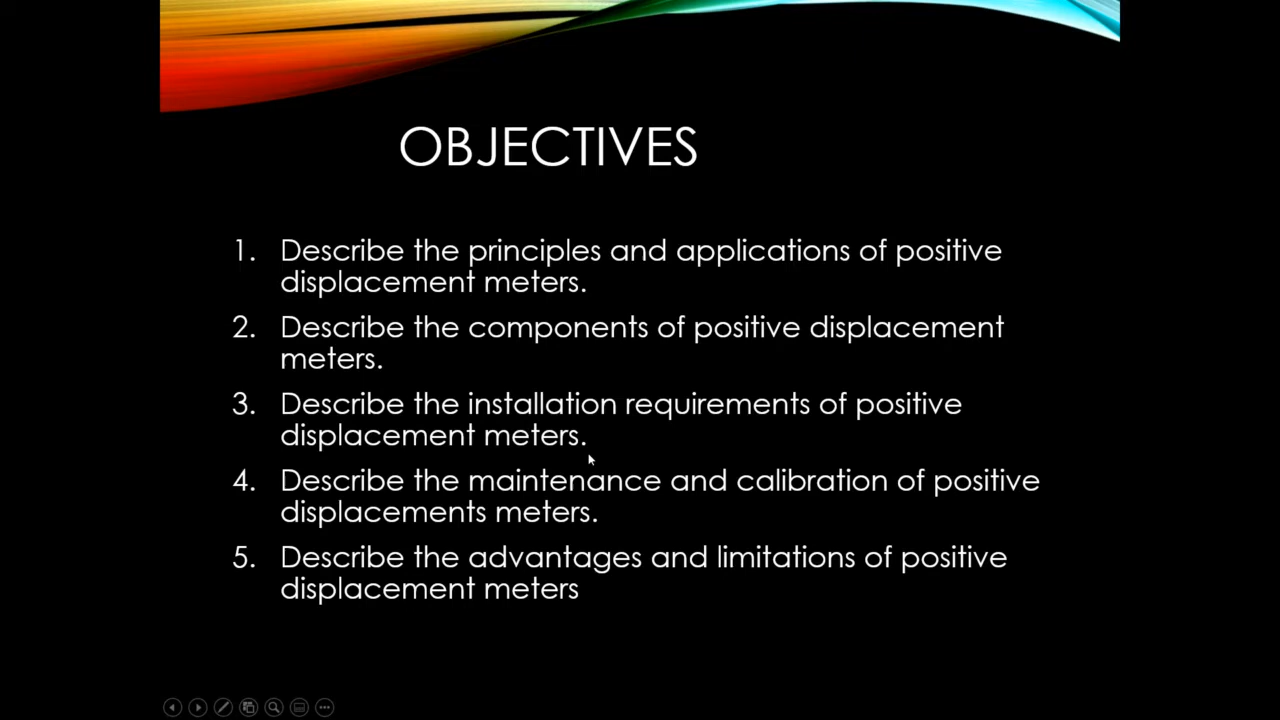 OBJECTIVES
1. Describe the principles and applications of positive
displacement meters.
2. Describe the components of positive displacement
meters.
3. Describe the installation requirements of positive
displacement meters.
4. Describe the maintenance and calibration of positive
displacements meters.
5. Describe the advantages and limitations of positive
displacement meters